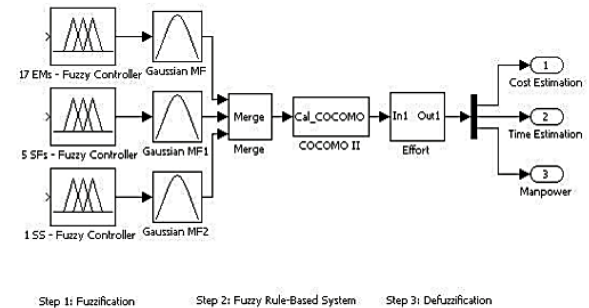 17 EMs - Fuzzy Controller
Gaussian MF
5 SFs - Fuzzy Controller
Gaussian MF1
1 SS - Fuzzy Controller
Gaussian MF2
Merge
Merge
Cal_COCOMO
COCOMO II
In1 Out1
Effort
1
Cost Estimation
2
Time Estimation
3
Manpower
Step 1: Fuzzification
Step 2: Fuzzy Rule-Based System
Step 3: Defuzzification